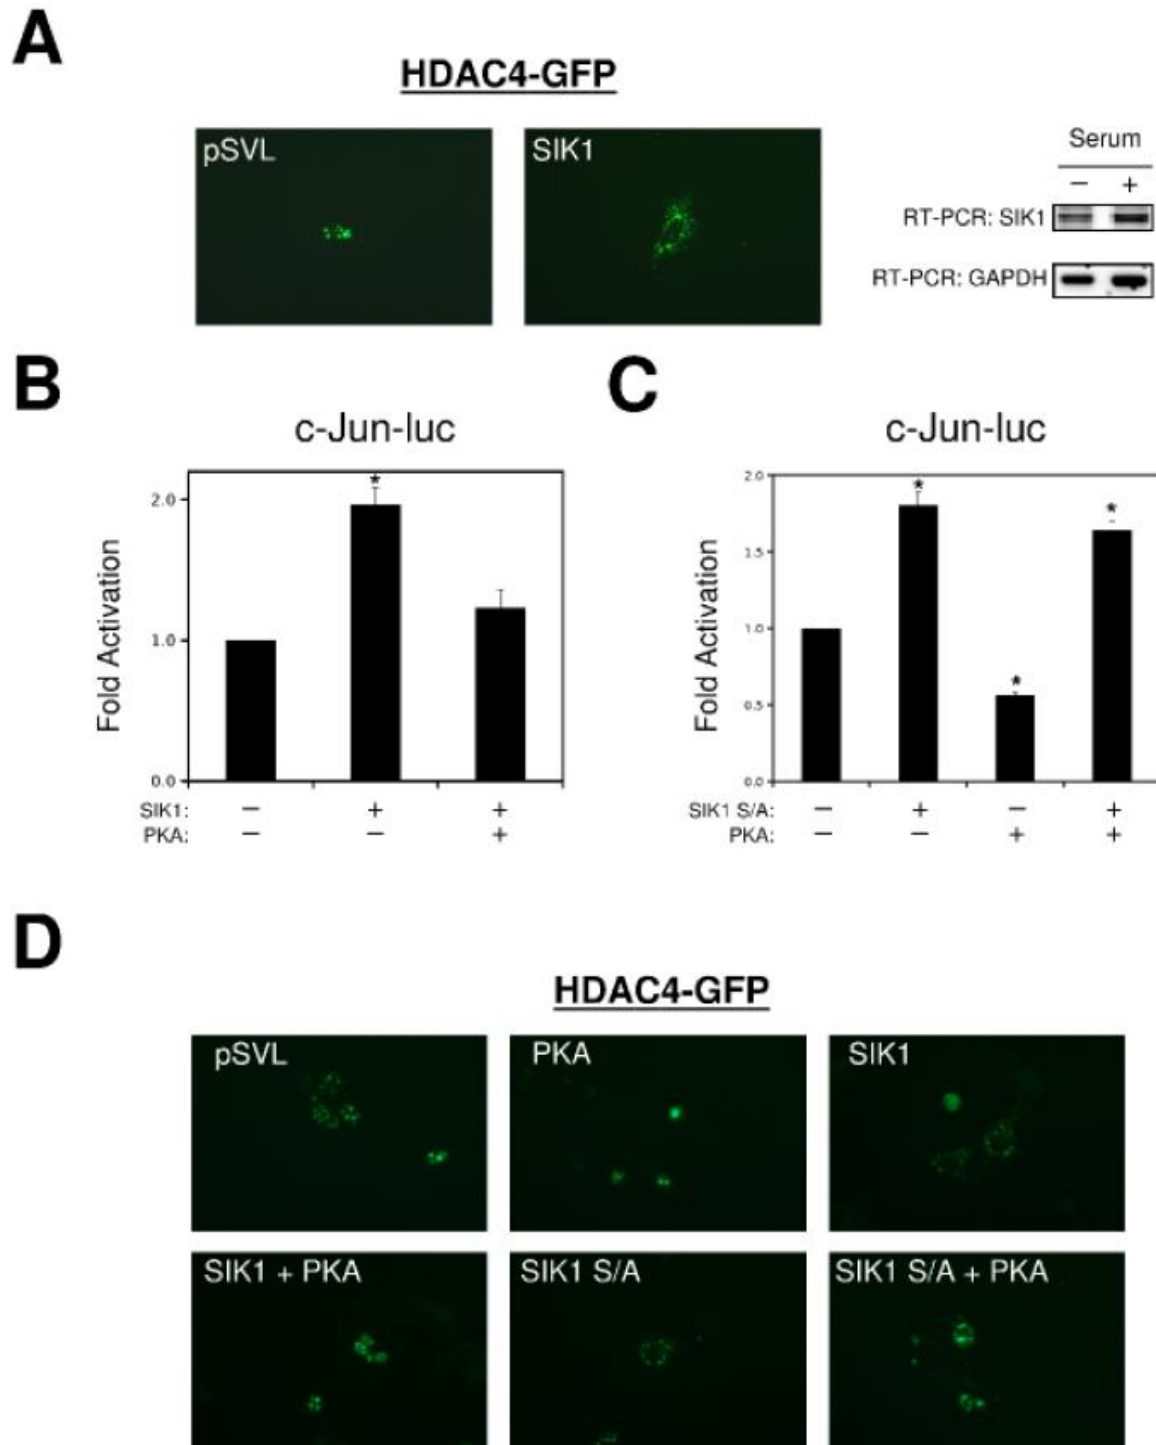 A
HDAC4-GFP
pSVL
SIK1
Serum
− +
RT-PCR: SIK1
RT-PCR: GAPDH
B
c-Jun-luc
Fold Activation
2.0
1.0
0.0
*
SIK1: − + +
PKA: − − +
C
c-Jun-luc
Fold Activation
2.0
1.5
1.0
0.5
0.0
* * *
SIK1 S/A: − + − +
PKA: − − + +
D
HDAC4-GFP
pSVL
PKA
SIK1
SIK1 + PKA
SIK1 S/A
SIK1 S/A + PKA